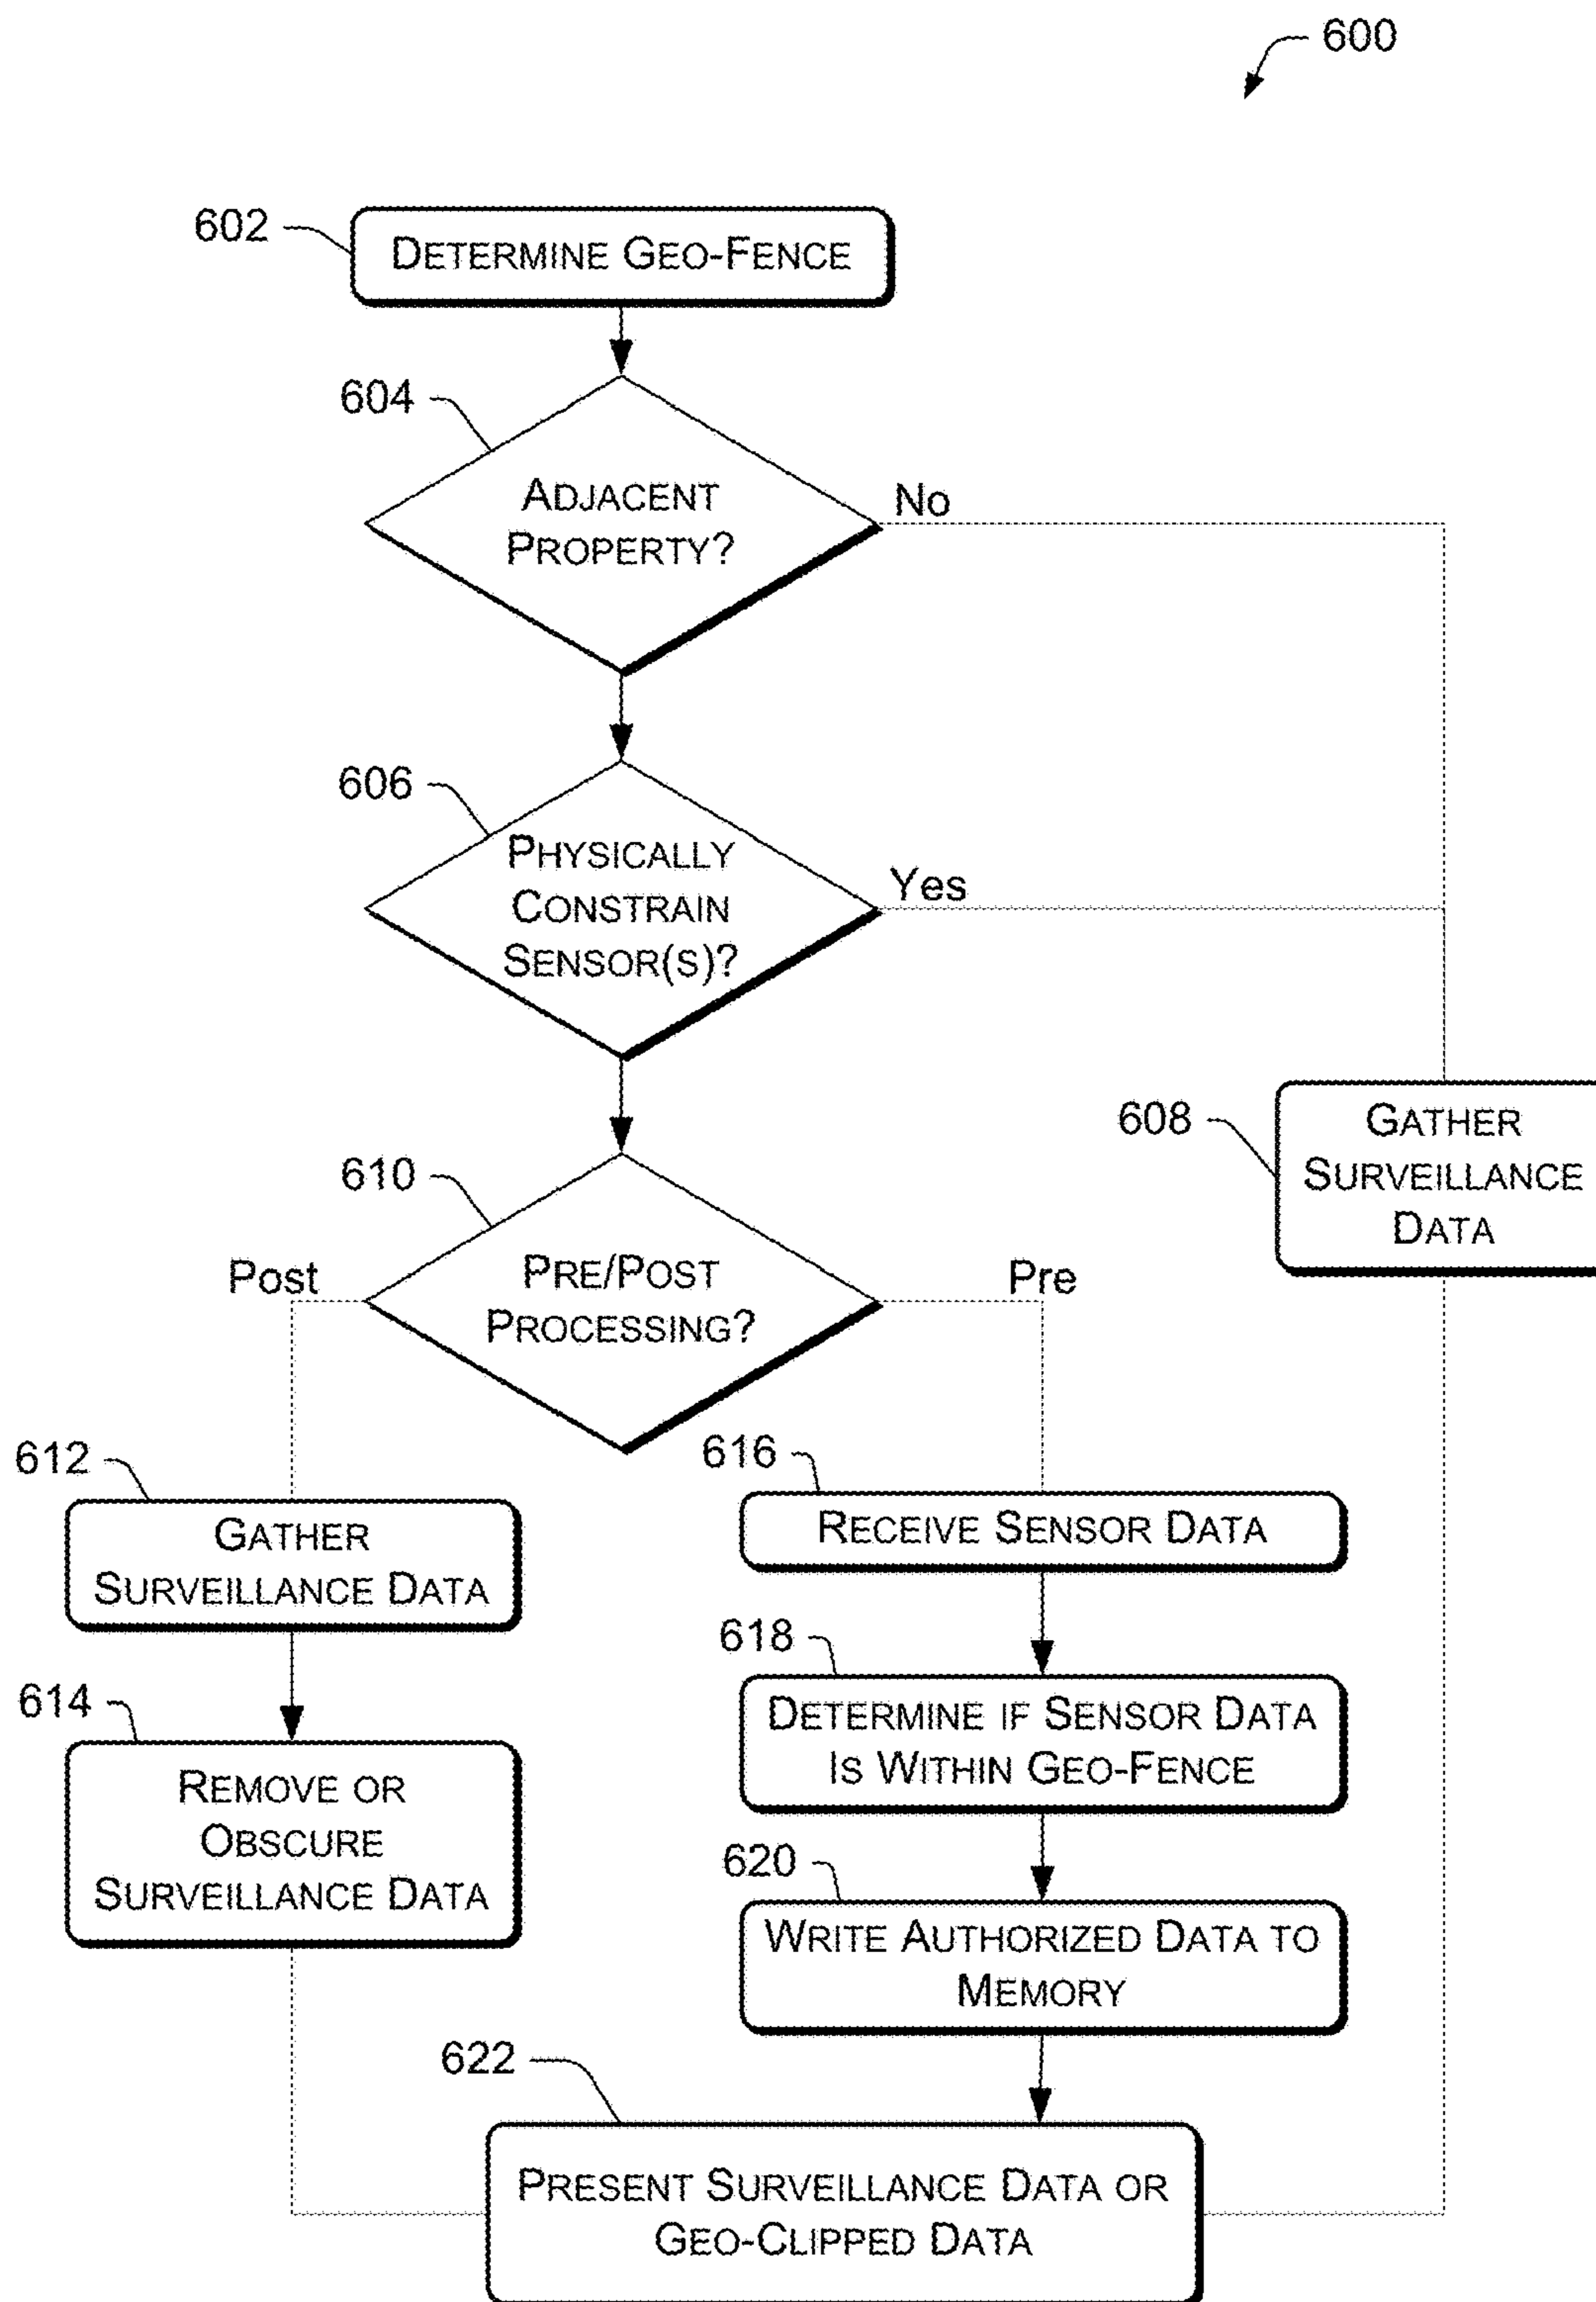 600
602
DETERMINE GEO-FENCE
604
ADJACENT
PROPERTY?
No
606
PHYSICALLY
CONSTRAIN
SENSOR(S)?
Yes
608
GATHER
SURVEILLANCE
DATA
610
PRE/POST
PROCESSING?
Post
Pre
612
GATHER
SURVEILLANCE DATA
614
REMOVE OR
OBSCURE
SURVEILLANCE DATA
616
RECEIVE SENSOR DATA
618
DETERMINE IF SENSOR DATA
IS WITHIN GEO-FENCE
620
WRITE AUTHORIZED DATA TO
MEMORY
622
PRESENT SURVEILLANCE DATA OR
GEO-CLIPPED DATA